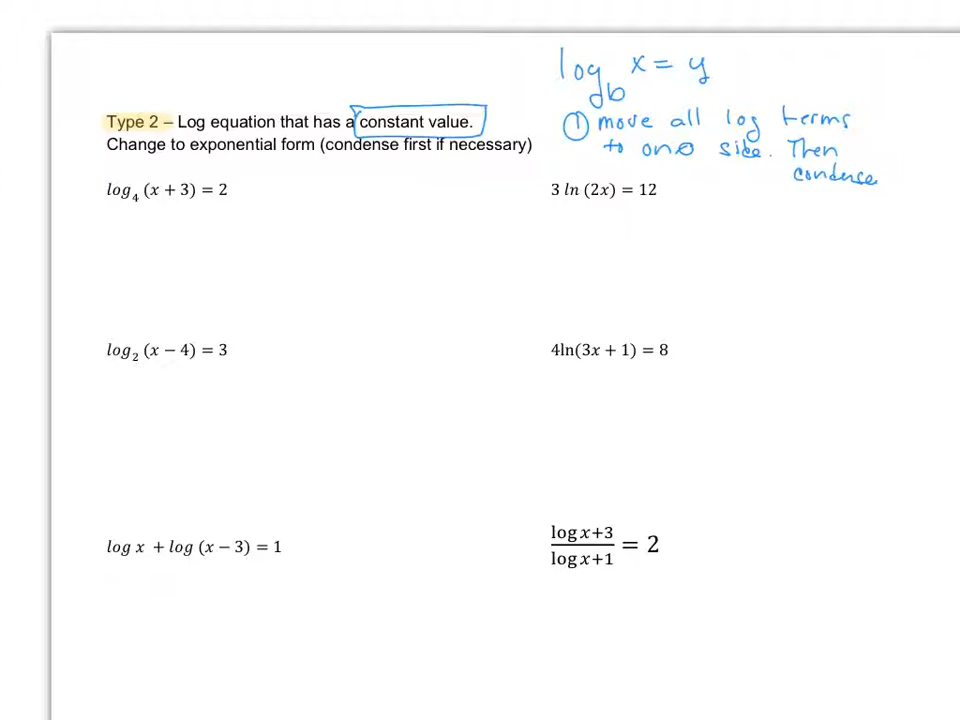 log_b x = y
Type 2 – Log equation that has a constant value.
① move all log terms
Change to exponential form (condense first if necessary)
to one side. Then
condense
log₄ (x + 3) = 2
3 ln (2x) = 12
log₂ (x − 4) = 3
4ln(3x + 1) = 8
log x + log (x − 3) = 1
log x+3
log x+1
= 2